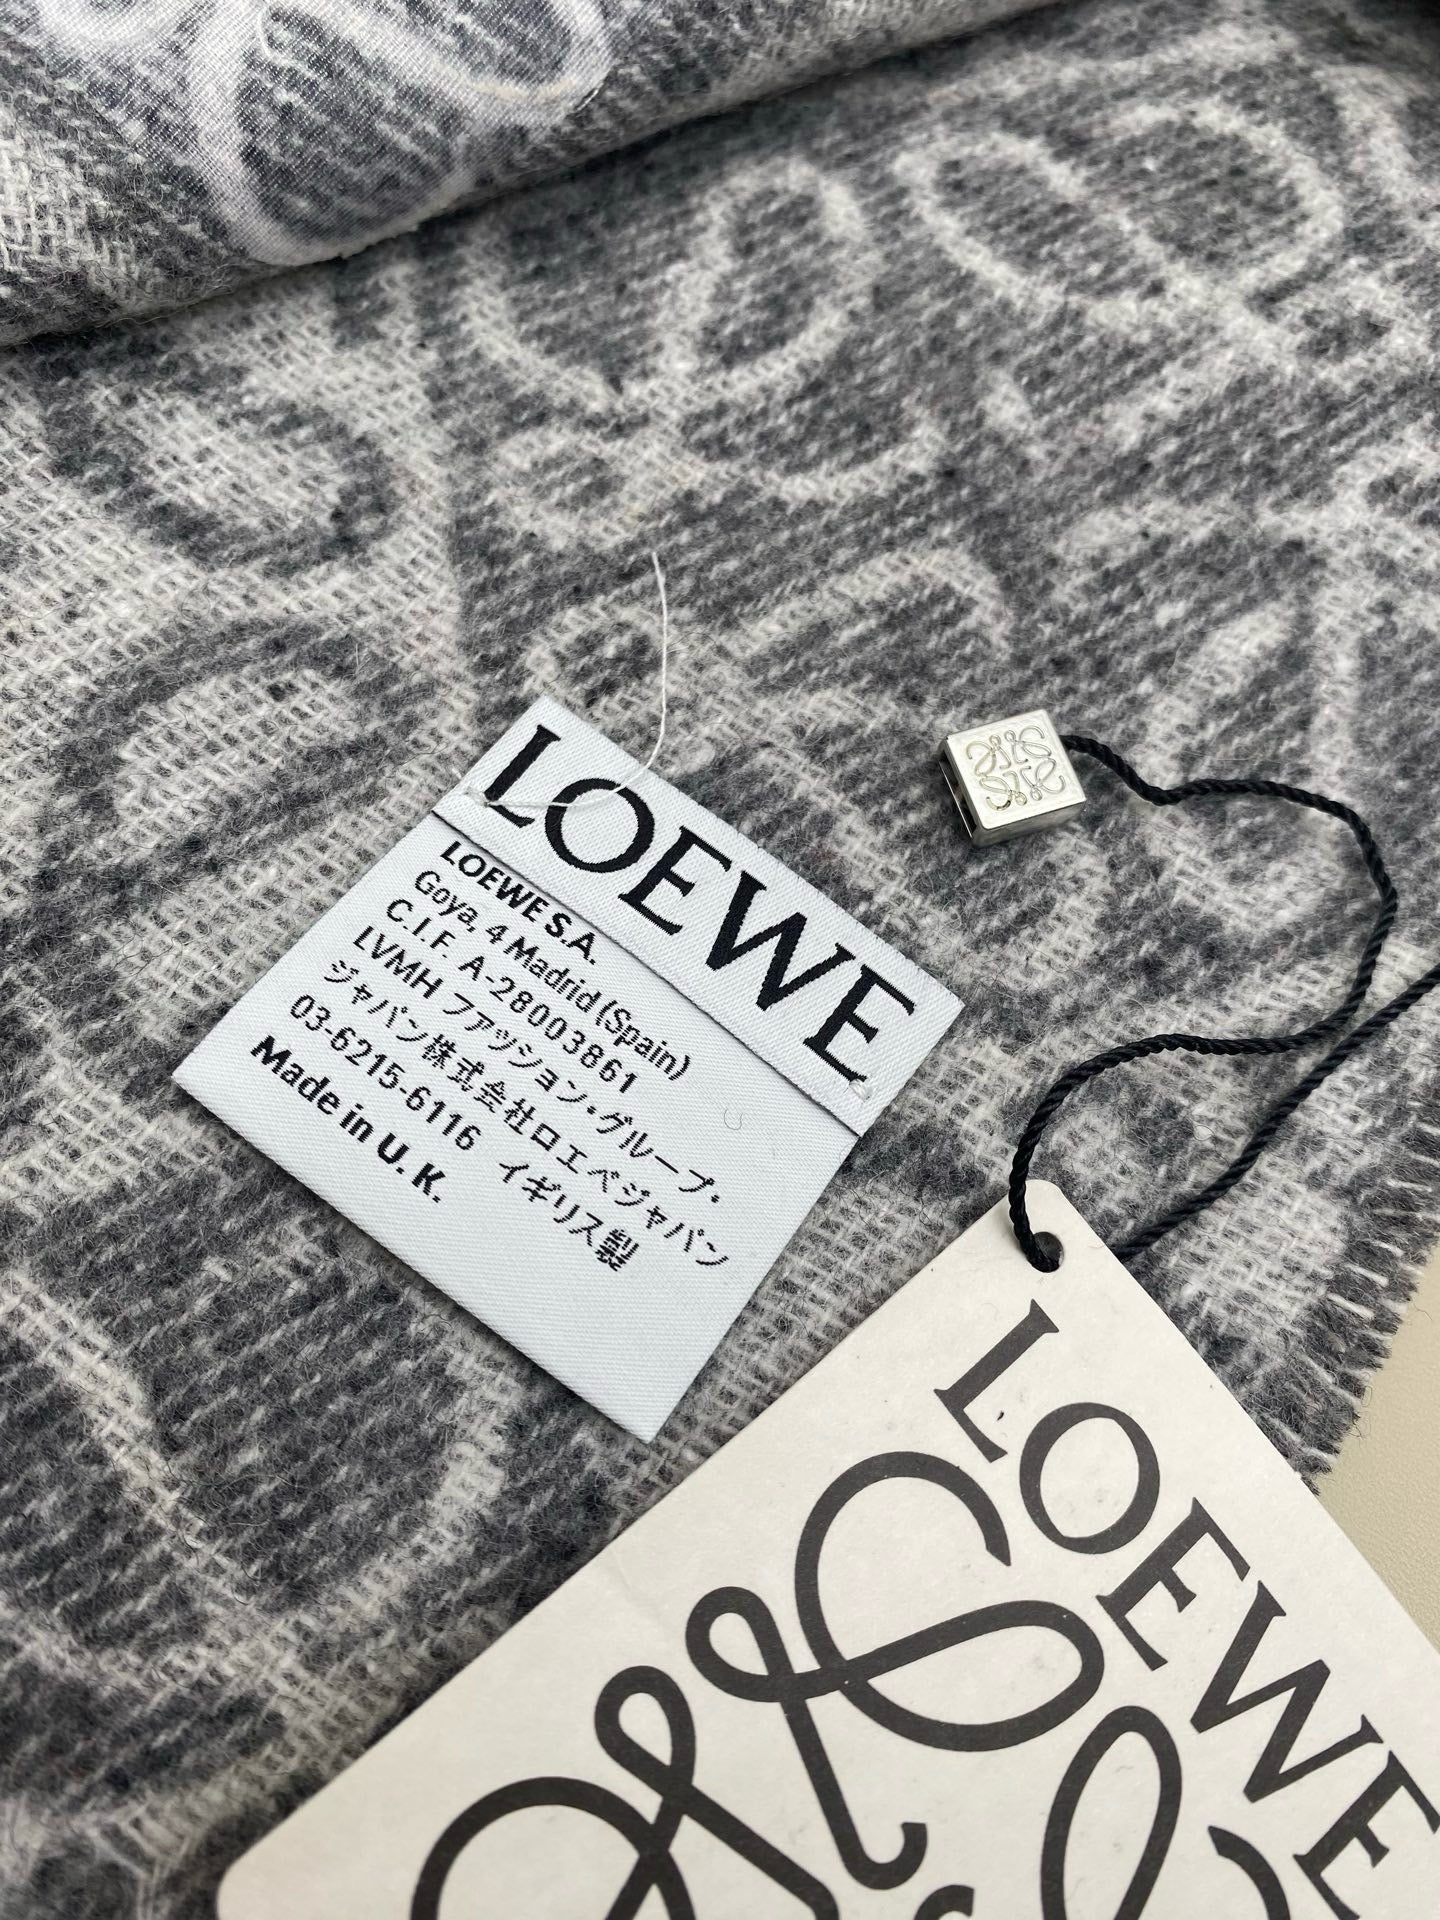 LOEWE
LOEWE S.A.
Goya, 4 Madrid (Spain)
C.I.F. A-28003861
LVMH ファッション・グループ・
ジャパン株式会社ロエベジャパン
03-6215-6116 イギリス製
Made in U. K.
LOEWE